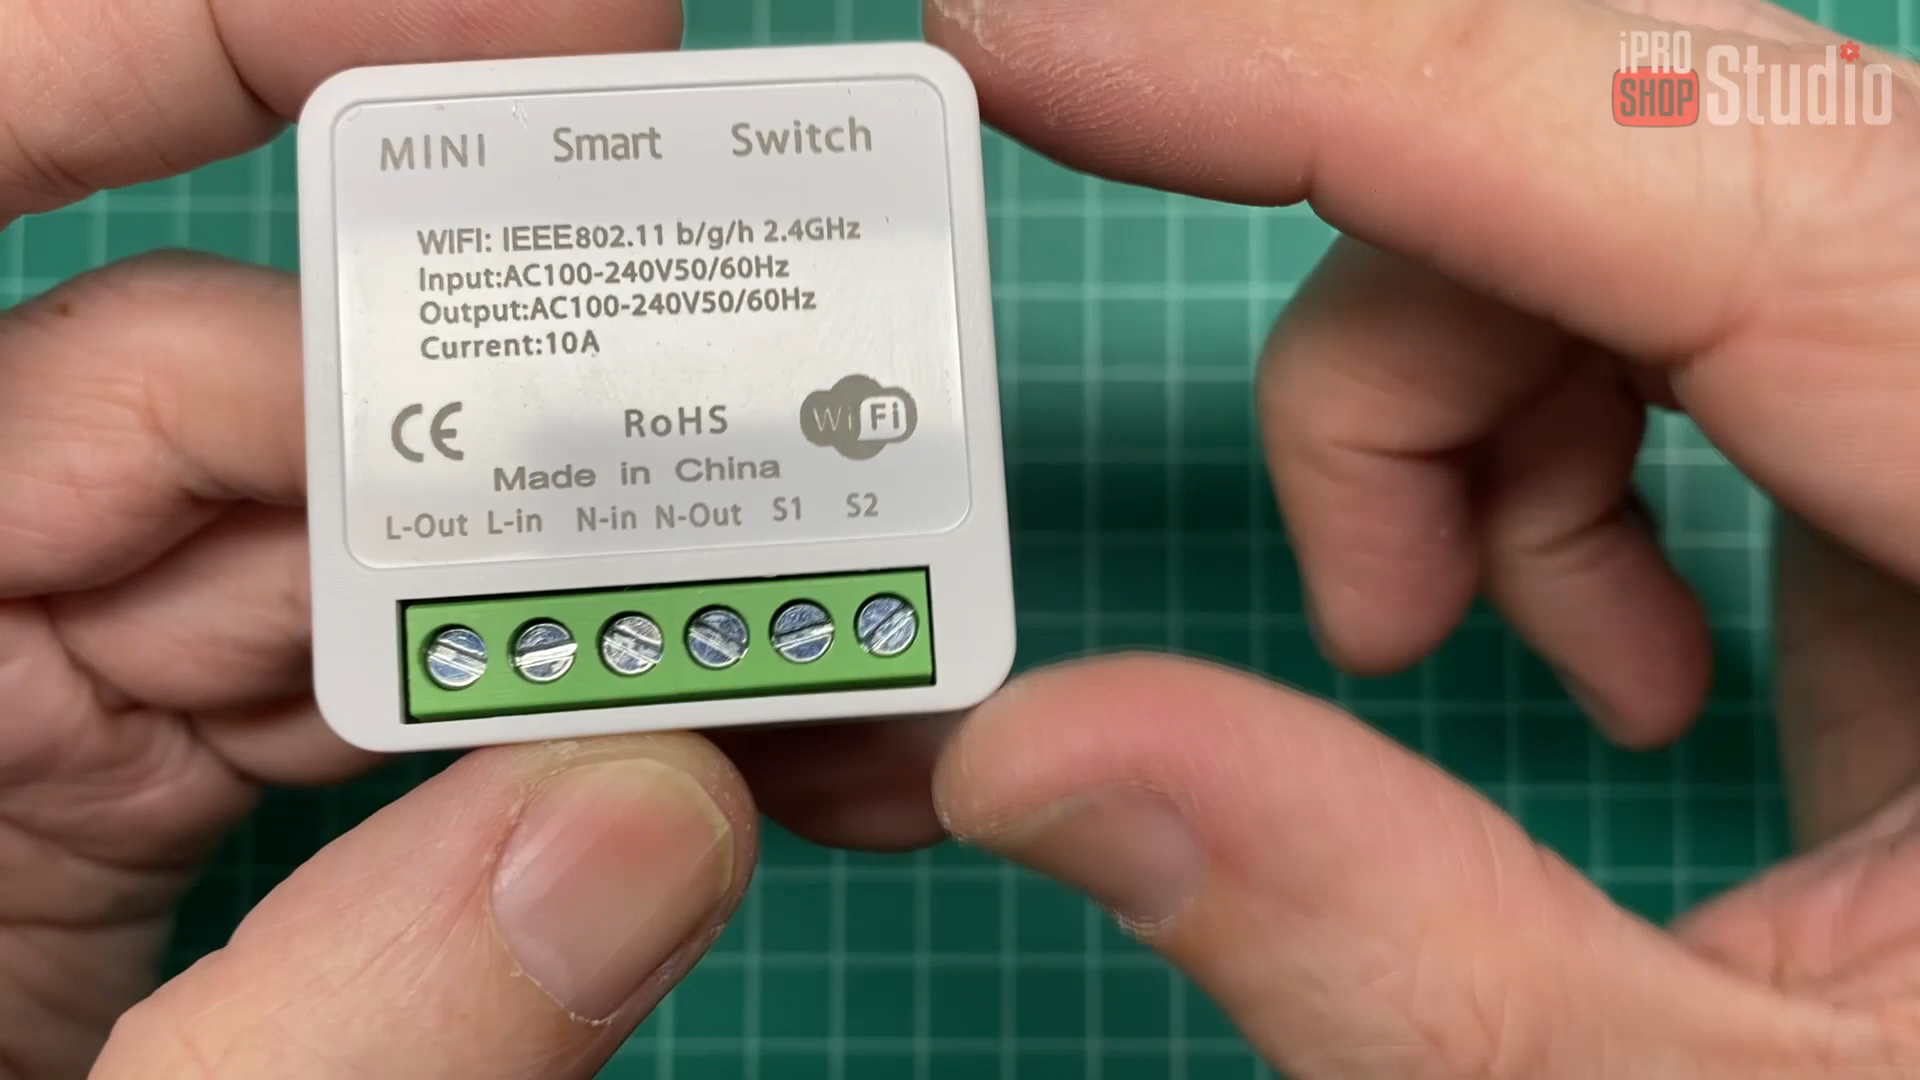 iPRO
SHOP Studio
MINI Smart Switch
WIFI: IEEE802.11 b/g/h 2.4GHz
Input:AC100-240V50/60Hz
Output:AC100-240V50/60Hz
Current:10A
CE RoHS WiFi
Made in China
L-Out L-in N-in N-Out S1 S2